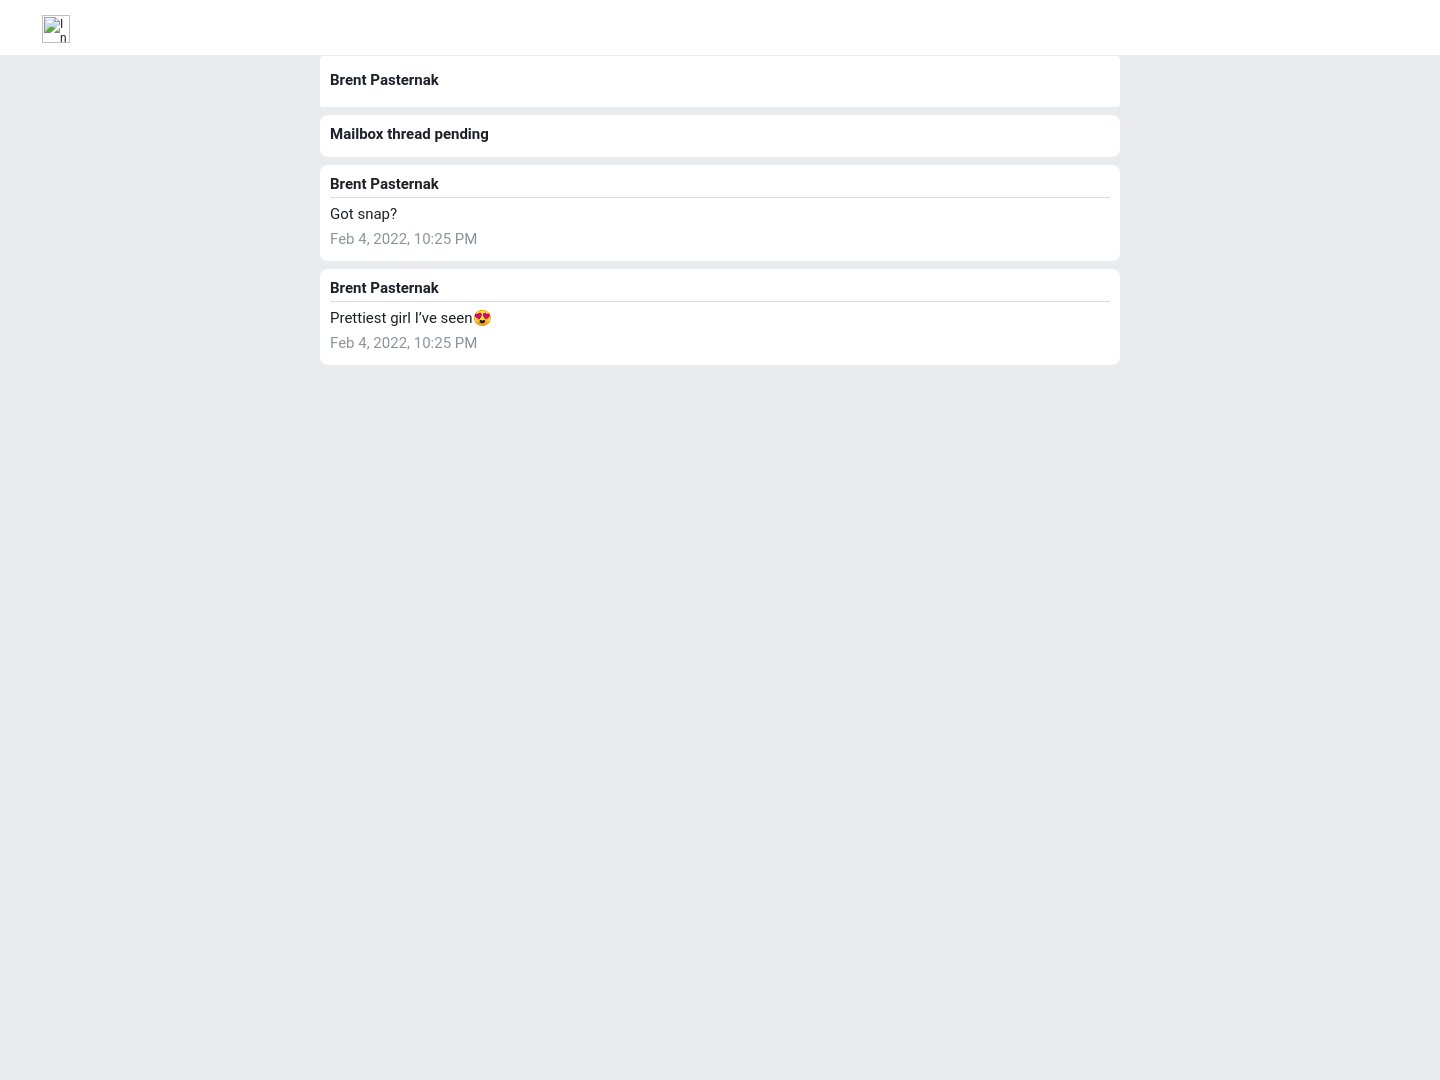 In
Brent Pasternak
Mailbox thread pending
Brent Pasternak
Got snap?
Feb 4, 2022, 10:25 PM
Brent Pasternak
Prettiest girl I’ve seen😍
Feb 4, 2022, 10:25 PM